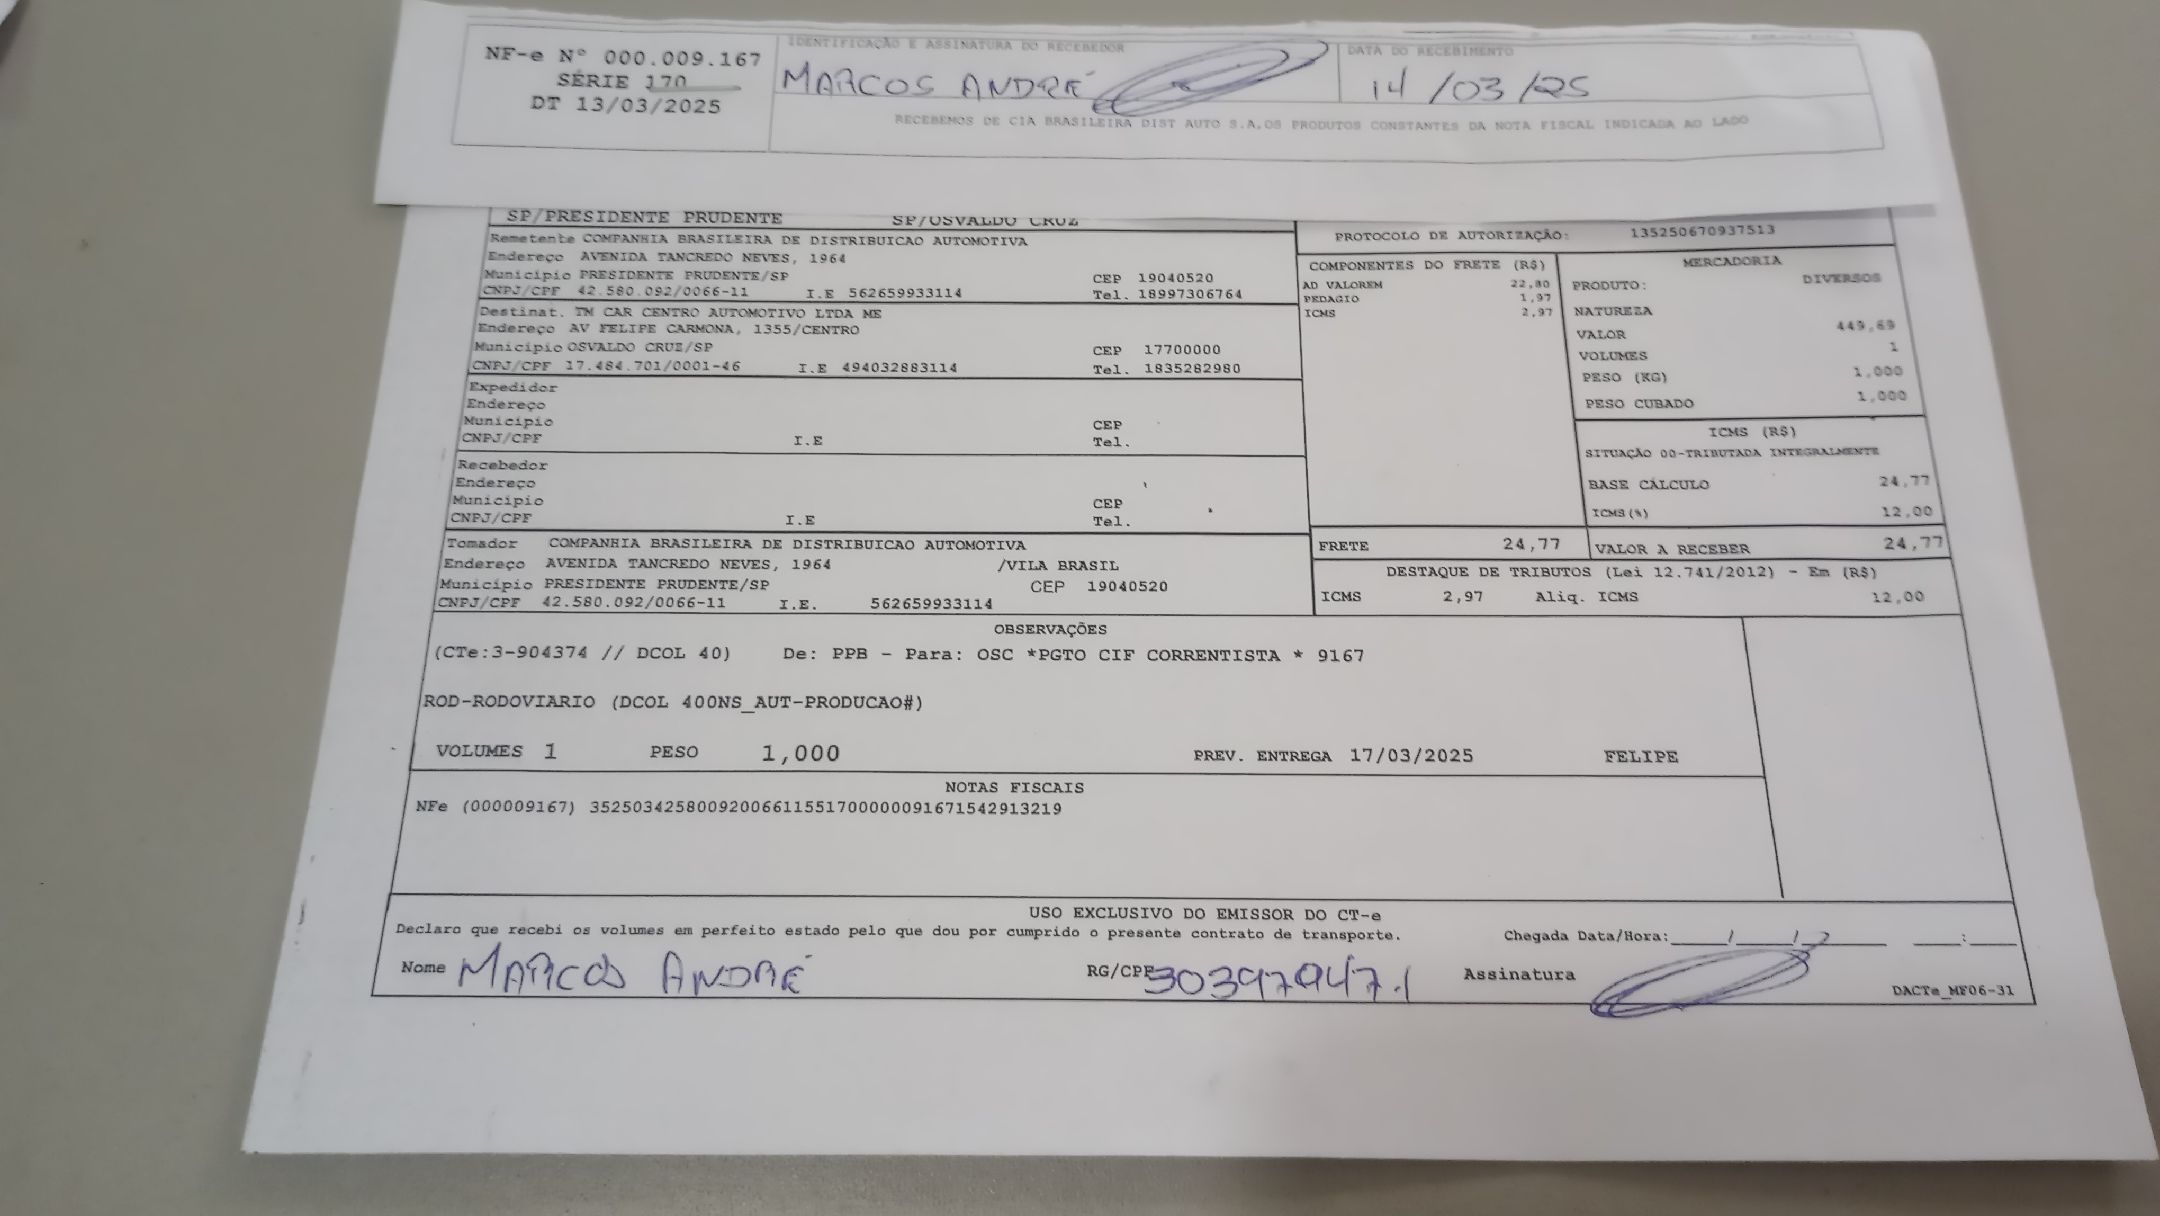 NF-e Nº 000.009.167
SÉRIE 170
DT 13/03/2025
IDENTIFICAÇÃO E ASSINATURA DO RECEBEDOR
MARCOS ANDRÉ
DATA DO RECEBIMENTO
14/03/25
RECEBEMOS DE CIA BRASILEIRA DIST AUTO S.A.OS PRODUTOS CONSTANTES DA NOTA FISCAL INDICADA AO LADO
SP/PRESIDENTE PRUDENTE SP/OSVALDO CRUZ
Remetente COMPANHIA BRASILEIRA DE DISTRIBUICAO AUTOMOTIVA
Endereço AVENIDA TANCREDO NEVES, 1964
Município PRESIDENTE PRUDENTE/SP CEP 19040520
CNPJ/CPF 42.580.092/0066-11 I.E 562659933114 Tel. 18997306764
Destinat. TM CAR CENTRO AUTOMOTIVO LTDA ME
Endereço AV FELIPE CARMONA, 1355/CENTRO
Município OSVALDO CRUZ/SP CEP 17700000
CNPJ/CPF 17.484.701/0001-46 I.E 494032883114 Tel. 1835282980
Expedidor
Endereço
Município CEP
CNPJ/CPF I.E Tel.
Recebedor
Endereço
Município CEP
CNPJ/CPF I.E Tel.
Tomador COMPANHIA BRASILEIRA DE DISTRIBUICAO AUTOMOTIVA
Endereço AVENIDA TANCREDO NEVES, 1964 /VILA BRASIL
Município PRESIDENTE PRUDENTE/SP CEP 19040520
CNPJ/CPF 42.580.092/0066-11 I.E. 562659933114
PROTOCOLO DE AUTORIZAÇÃO: 135250670937513
COMPONENTES DO FRETE (R$)
AD VALOREM 22,80
PEDAGIO 1,97
ICMS 2,97
MERCADORIA
PRODUTO: DIVERSOS
NATUREZA
VALOR 449,69
VOLUMES 1
PESO (KG) 1,000
PESO CUBADO 1,000
ICMS (R$)
SITUAÇÃO 00-TRIBUTADA INTEGRALMENTE
BASE CÁLCULO 24,77
ICMS(%) 12,00
FRETE 24,77 VALOR A RECEBER 24,77
DESTAQUE DE TRIBUTOS (Lei 12.741/2012) - Em (R$)
ICMS 2,97 Aliq. ICMS 12,00
OBSERVAÇÕES
(CTe:3-904374 // DCOL 40) De: PPB - Para: OSC *PGTO CIF CORRENTISTA * 9167
ROD-RODOVIARIO (DCOL 400NS_AUT-PRODUCAO#)
VOLUMES 1 PESO 1,000 PREV. ENTREGA 17/03/2025 FELIPE
NOTAS FISCAIS
NFe (000009167) 35250342580092006611551700000091671542913219
USO EXCLUSIVO DO EMISSOR DO CT-e
Declaro que recebi os volumes em perfeito estado pelo que dou por cumprido o presente contrato de transporte. Chegada Data/Hora:____/____/____ ____:____
Nome MARCOS ANDRÉ RG/CPF 30397947.1 Assinatura
DACTe_MF06-31